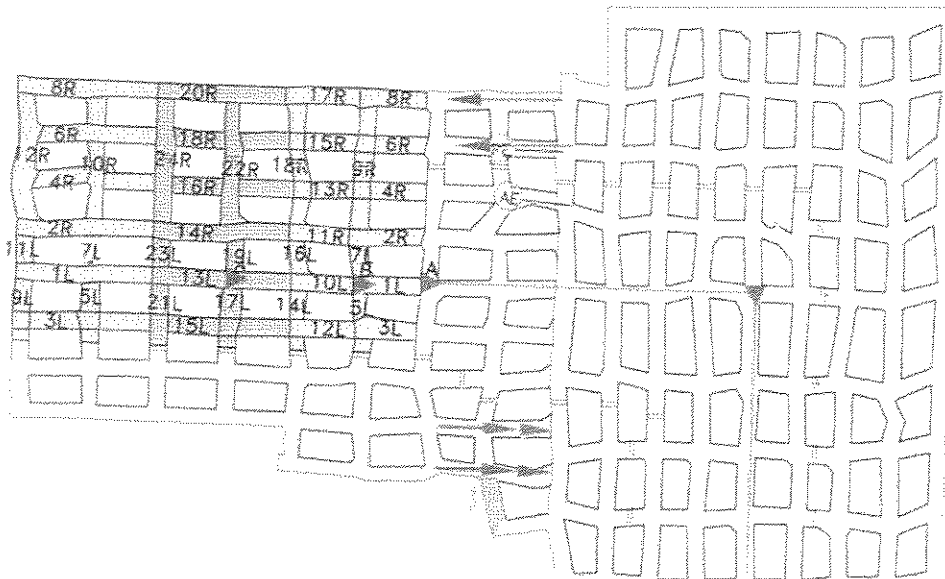 8R 20R 17R 8R
6R 18R 15R 6R
2R 10R 24R 22R 18R 9R
4R 16R 13R 4R
AE
2R 14R 11R 2R
11L 7L 23L 19L 16L 7L
A B A
1L 13L 10L 1L
9L 5L 21L 17L 14L 5L
3L 15L 12L 3L